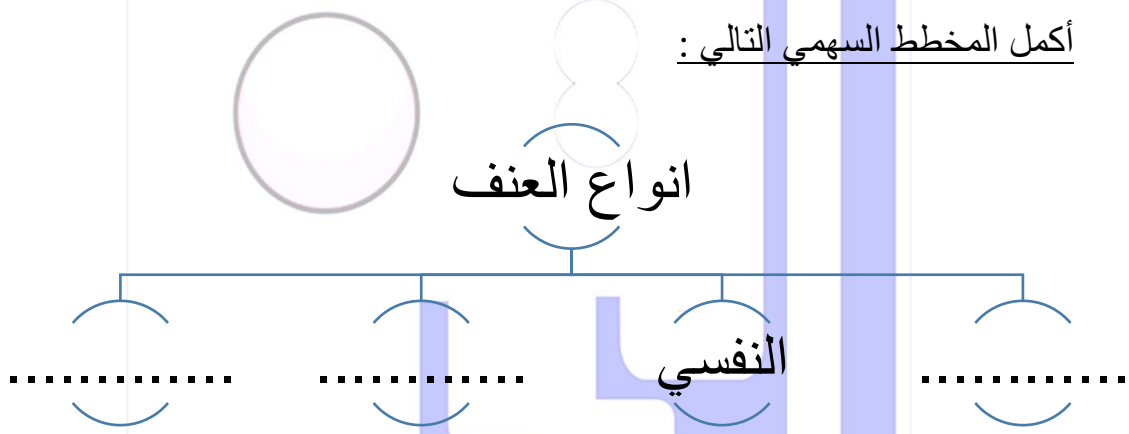 أكمل المخطط السهمي التالي :
انواع العنف
............. النفسي ............. .............